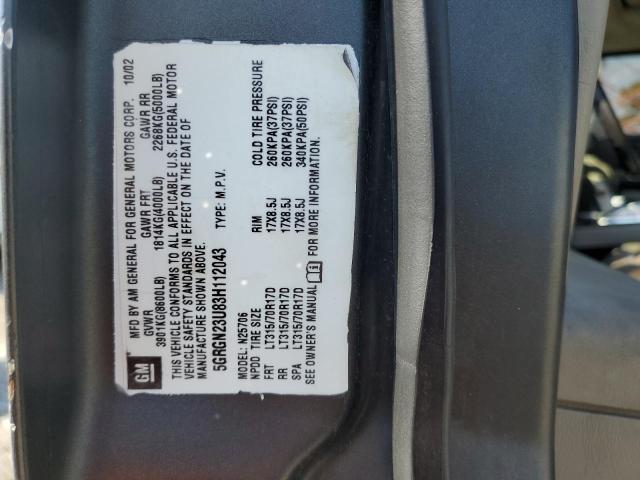 GM
MFD BY AM GENERAL FOR GENERAL MOTORS CORP. 10/02
GVWR GAWR FRT GAWR RR
3901KG(8600LB) 1814KG(4000LB) 2268KG(5000LB)
THIS VEHICLE CONFORMS TO ALL APPLICABLE U.S. FEDERAL MOTOR
VEHICLE SAFETY STANDARDS IN EFFECT ON THE DATE OF
MANUFACTURE SHOWN ABOVE.
5GRGN23U83H112043 TYPE: M.P.V.
MODEL: N25706
NPDD TIRE SIZE RIM COLD TIRE PRESSURE
FRT LT315/70R17D 17X8.5J 260KPA(37PSI)
RR LT315/70R17D 17X8.5J 260KPA(37PSI)
SPA LT315/70R17D 17X8.5J 340KPA(50PSI)
SEE OWNER'S MANUAL FOR MORE INFORMATION.